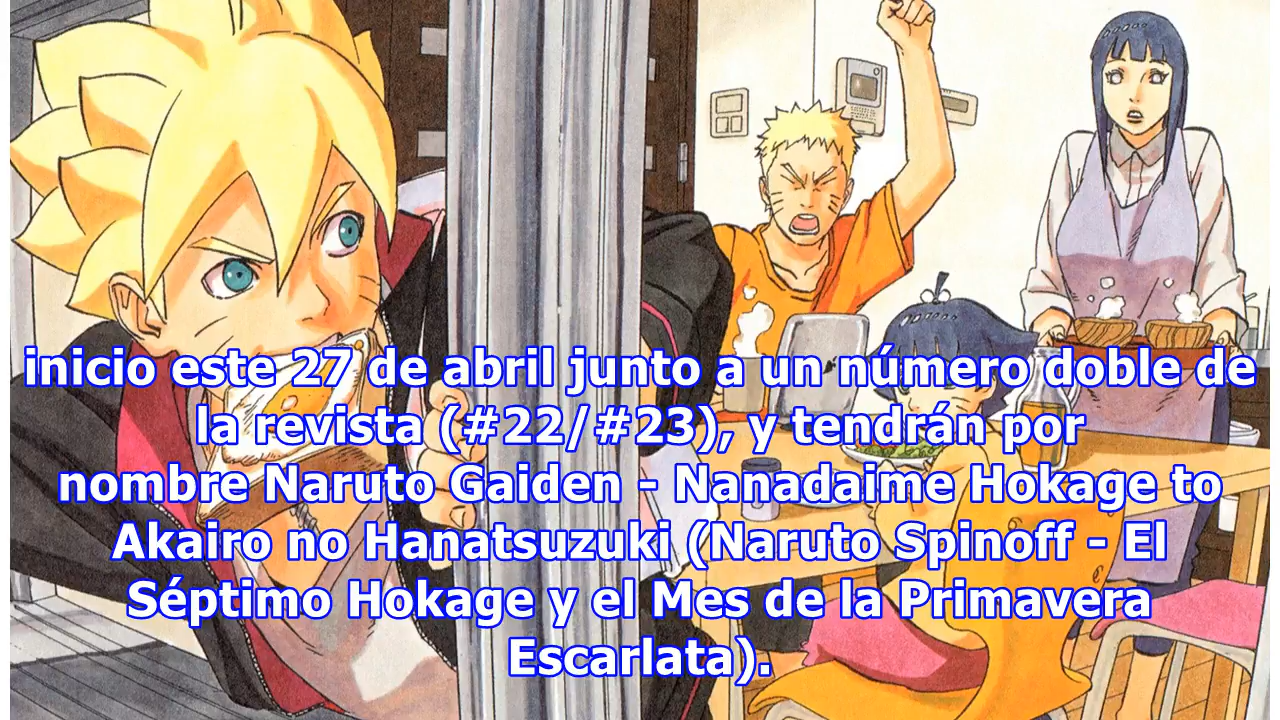 inicio este 27 de abril junto a un número doble de
la revista (#22/#23), y tendrán por
nombre Naruto Gaiden - Nanadaime Hokage to
Akairo no Hanatsuzuki (Naruto Spinoff - El
Séptimo Hokage y el Mes de la Primavera
Escarlata).